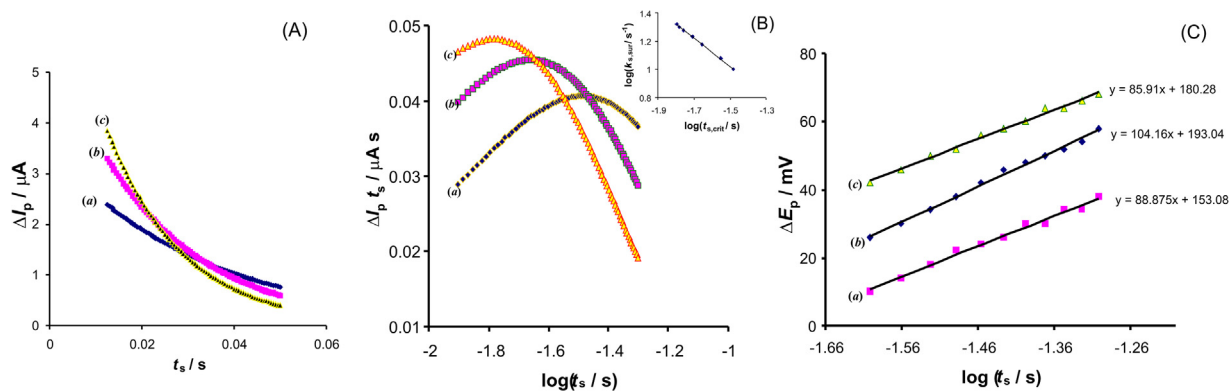 (A)
5
4
3
2
1
0
0
0.02
0.04
0.06
ΔIp / μA
ts / s
(c)
(b)
(a)
(B)
0.05
0.04
0.03
0.02
0.01
-2
-1.8
-1.6
-1.4
-1.2
-1
ΔIp ts / μA s
log(ts / s)
(c)
(b)
(a)
1.4
1.2
1.0
0.8
-1.9
-1.7
-1.5
-1.3
log(ks,sur/ s-1)
log(ts,crit/ s)
(C)
80
60
40
20
0
-1.66
-1.56
-1.46
-1.36
-1.26
ΔEp / mV
log (ts / s)
(c)
(b)
(a)
y = 85.91x + 180.28
y = 104.16x + 193.04
y = 88.875x + 153.08